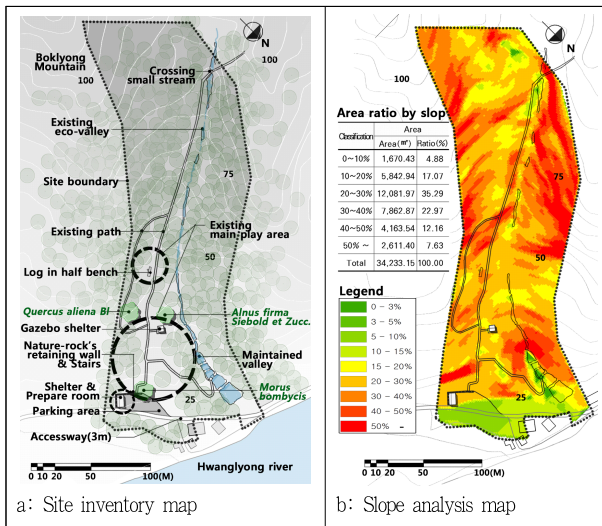 N
Boklyong
Mountain
100
Crossing
small stream
100
Existing
eco-valley
Site boundary
75
Existing path
Existing
main play area
Log in half bench
50
Quercus aliena Bl
Alnus firma
Siebold et Zucc.
Gazebo shelter
Nature-rock's
retaining wall
& Stairs
Maintained
valley
Shelter &
Prepare room
Morus
bombycis
Parking area
25
Accessway(3m)
Hwanglyong river
0 10 20 50 100(M)
a: Site inventory map
N
100
Area ratio by slop
Classification Area
Area(㎡) Ratio(%)
0~10% 1,670.43 4.88
10~20% 5,842.94 17.07
20~30% 12,081.97 35.29
30~40% 7,862.87 22.97
40~50% 4,163.54 12.16
50% ~ 2,611.40 7.63
Total 34,233.15 100.00
75
50
Legend
0 - 3%
3 - 5%
5 - 10%
10 - 15%
15 - 20%
20 - 30%
30 - 40%
40 - 50%
50% -
25
0 10 20 50 100(M)
b: Slope analysis map